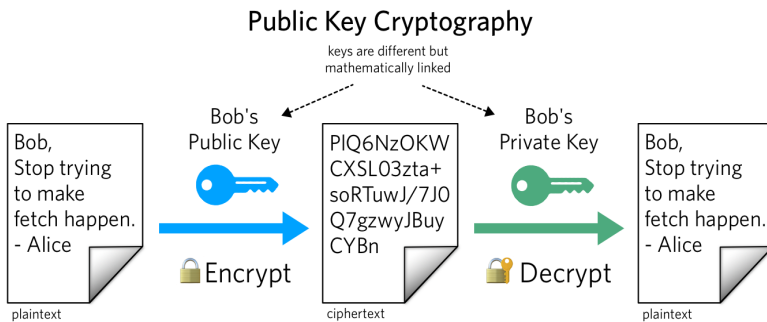 Public Key Cryptography
keys are different but
mathematically linked
Bob,
Stop trying
to make
fetch happen.
- Alice
plaintext
Bob's
Public Key
Encrypt
PlQ6NzOKW
CXSL03zta+
soRTuwJ/7J0
Q7gzwyJBuy
CYBn
ciphertext
Bob's
Private Key
Decrypt
Bob,
Stop trying
to make
fetch happen.
- Alice
plaintext